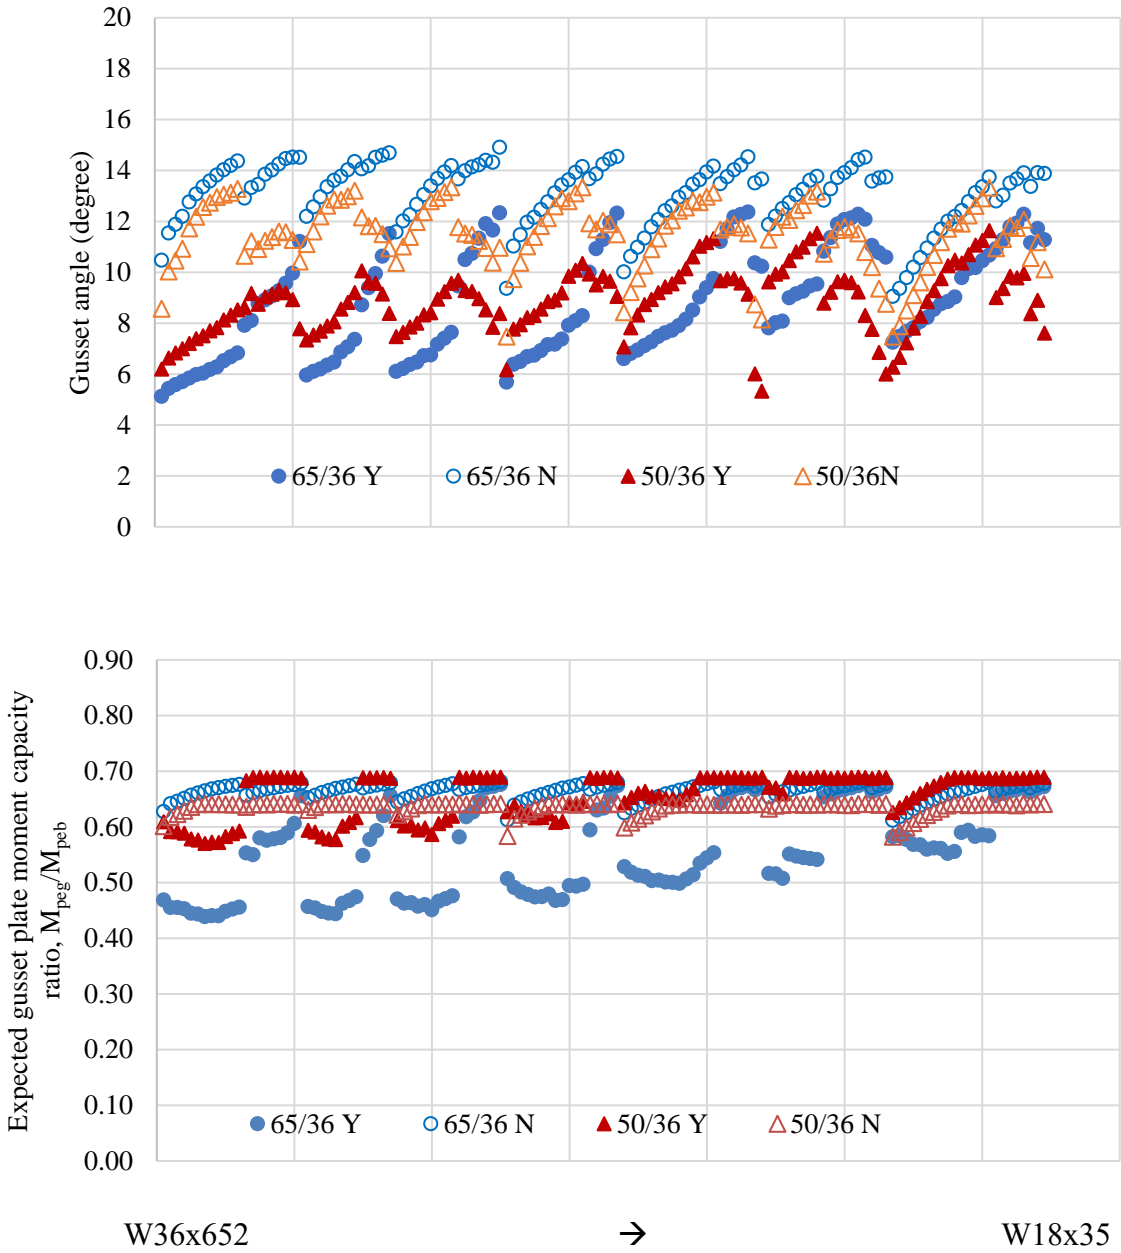 20
18
16
14
12
10
8
6
4
2
0
Gusset angle (degree)
65/36 Y
65/36 N
50/36 Y
50/36N
0.90
0.80
0.70
0.60
0.50
0.40
0.30
0.20
0.10
0.00
Expected gusset plate moment capacity
ratio, Mpeg/Mpeb
65/36 Y
65/36 N
50/36 Y
50/36 N
W36x652 → W18x35